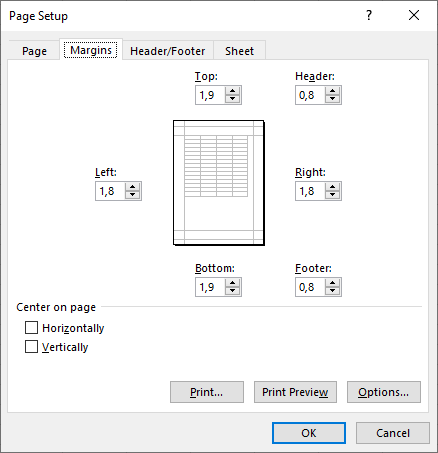 Page Setup ? ×
Page Margins Header/Footer Sheet
Top: Header:
1,9 0,8
Left: Right:
1,8 1,8
Bottom: Footer:
1,9 0,8
Center on page
Horizontally
Vertically
Print... Print Preview Options...
OK Cancel